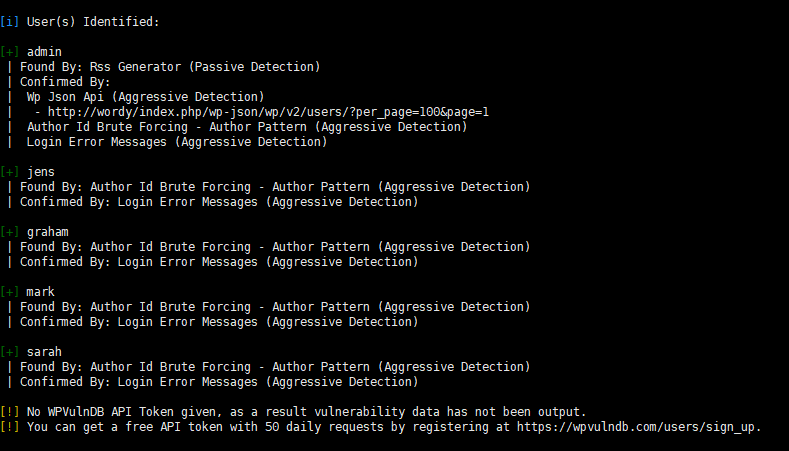 [i] User(s) Identified:
[+] admin
| Found By: Rss Generator (Passive Detection)
| Confirmed By:
|  Wp Json Api (Aggressive Detection)
|   - http://wordy/index.php/wp-json/wp/v2/users/?per_page=100&page=1
|  Author Id Brute Forcing - Author Pattern (Aggressive Detection)
|  Login Error Messages (Aggressive Detection)
[+] jens
| Found By: Author Id Brute Forcing - Author Pattern (Aggressive Detection)
| Confirmed By: Login Error Messages (Aggressive Detection)
[+] graham
| Found By: Author Id Brute Forcing - Author Pattern (Aggressive Detection)
| Confirmed By: Login Error Messages (Aggressive Detection)
[+] mark
| Found By: Author Id Brute Forcing - Author Pattern (Aggressive Detection)
| Confirmed By: Login Error Messages (Aggressive Detection)
[+] sarah
| Found By: Author Id Brute Forcing - Author Pattern (Aggressive Detection)
| Confirmed By: Login Error Messages (Aggressive Detection)
[!] No WPVulnDB API Token given, as a result vulnerability data has not been output.
[!] You can get a free API token with 50 daily requests by registering at https://wpvulndb.com/users/sign_up.